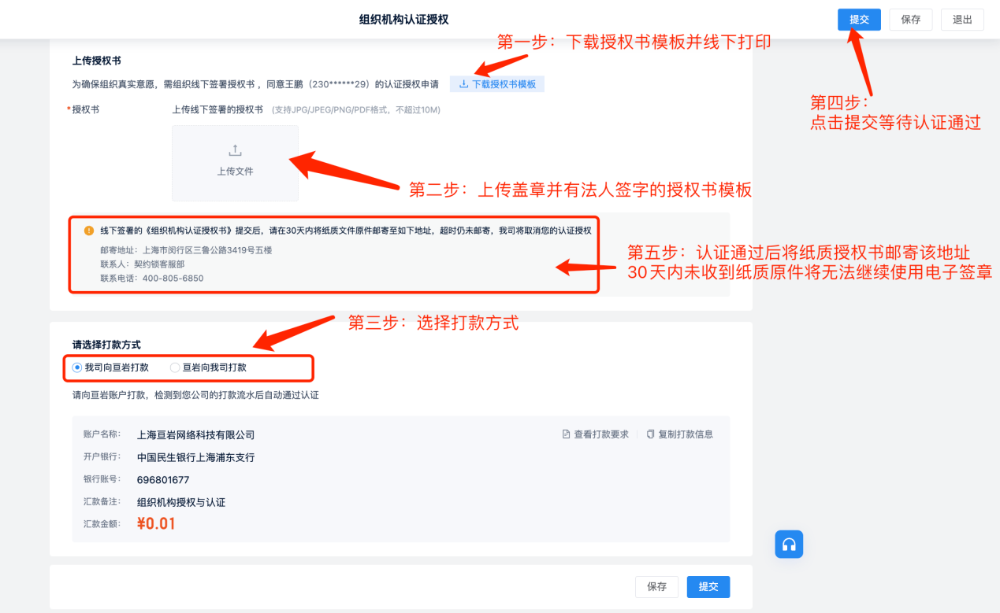 组织机构认证授权
提交
保存
退出
第一步：下载授权书模板并线下打印
上传授权书
为确保组织真实意愿，需组织线下签署授权书，同意王鹏（230******29）的认证授权申请
下载授权书模板
第四步：
点击提交等待认证通过
*授权书
上传线下签署的授权书 (支持JPG/JPEG/PNG/PDF格式，不超过10M)
上传文件
第二步：上传盖章并有法人签字的授权书模板
线下签署的《组织机构认证授权书》提交后，请在30天内将纸质文件原件邮寄至如下地址，超时仍未邮寄，我司将取消您的认证授权
邮寄地址：上海市闵行区三鲁公路3419号五楼
联系人：契约锁客服部
联系电话：400-805-6850
第五步：认证通过后将纸质授权书邮寄该地址
30天内未收到纸质原件将无法继续使用电子签章
第三步：选择打款方式
请选择打款方式
我司向亘岩打款
亘岩向我司打款
请向亘岩账户打款，检测到您公司的打款流水后自动通过认证
账户名称： 上海亘岩网络科技有限公司
查看打款要求
复制打款信息
开户银行： 中国民生银行上海浦东支行
银行账号： 696801677
汇款备注： 组织机构授权与认证
汇款金额： ¥0.01
保存
提交